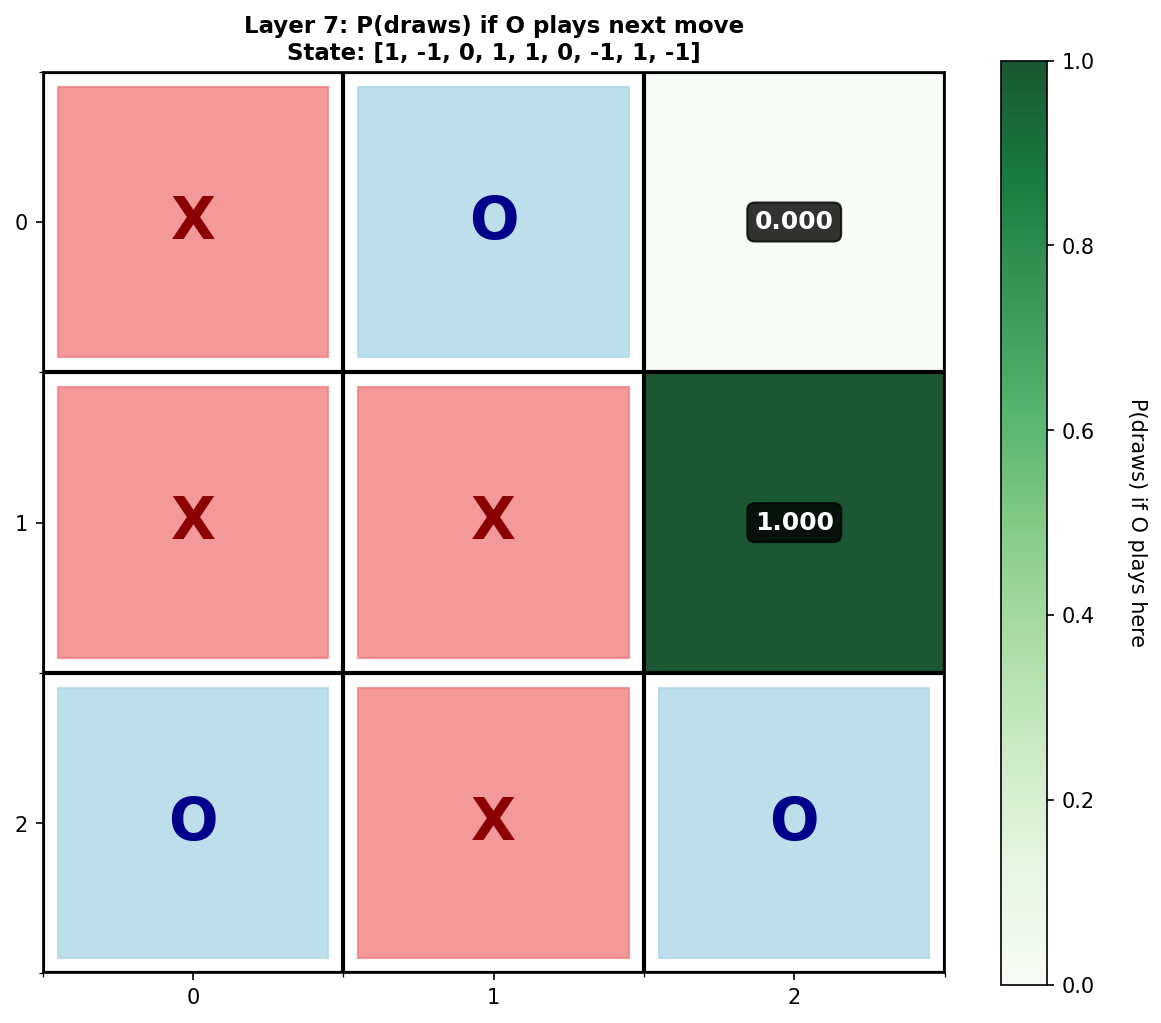 Layer 7: P(draws) if O plays next move
State: [1, -1, 0, 1, 1, 0, -1, 1, -1]
X
O
0.000
X
X
1.000
O
X
O
0
1
2
0
1
2
1.0
0.8
0.6
0.4
0.2
0.0
P(draws) if O plays here